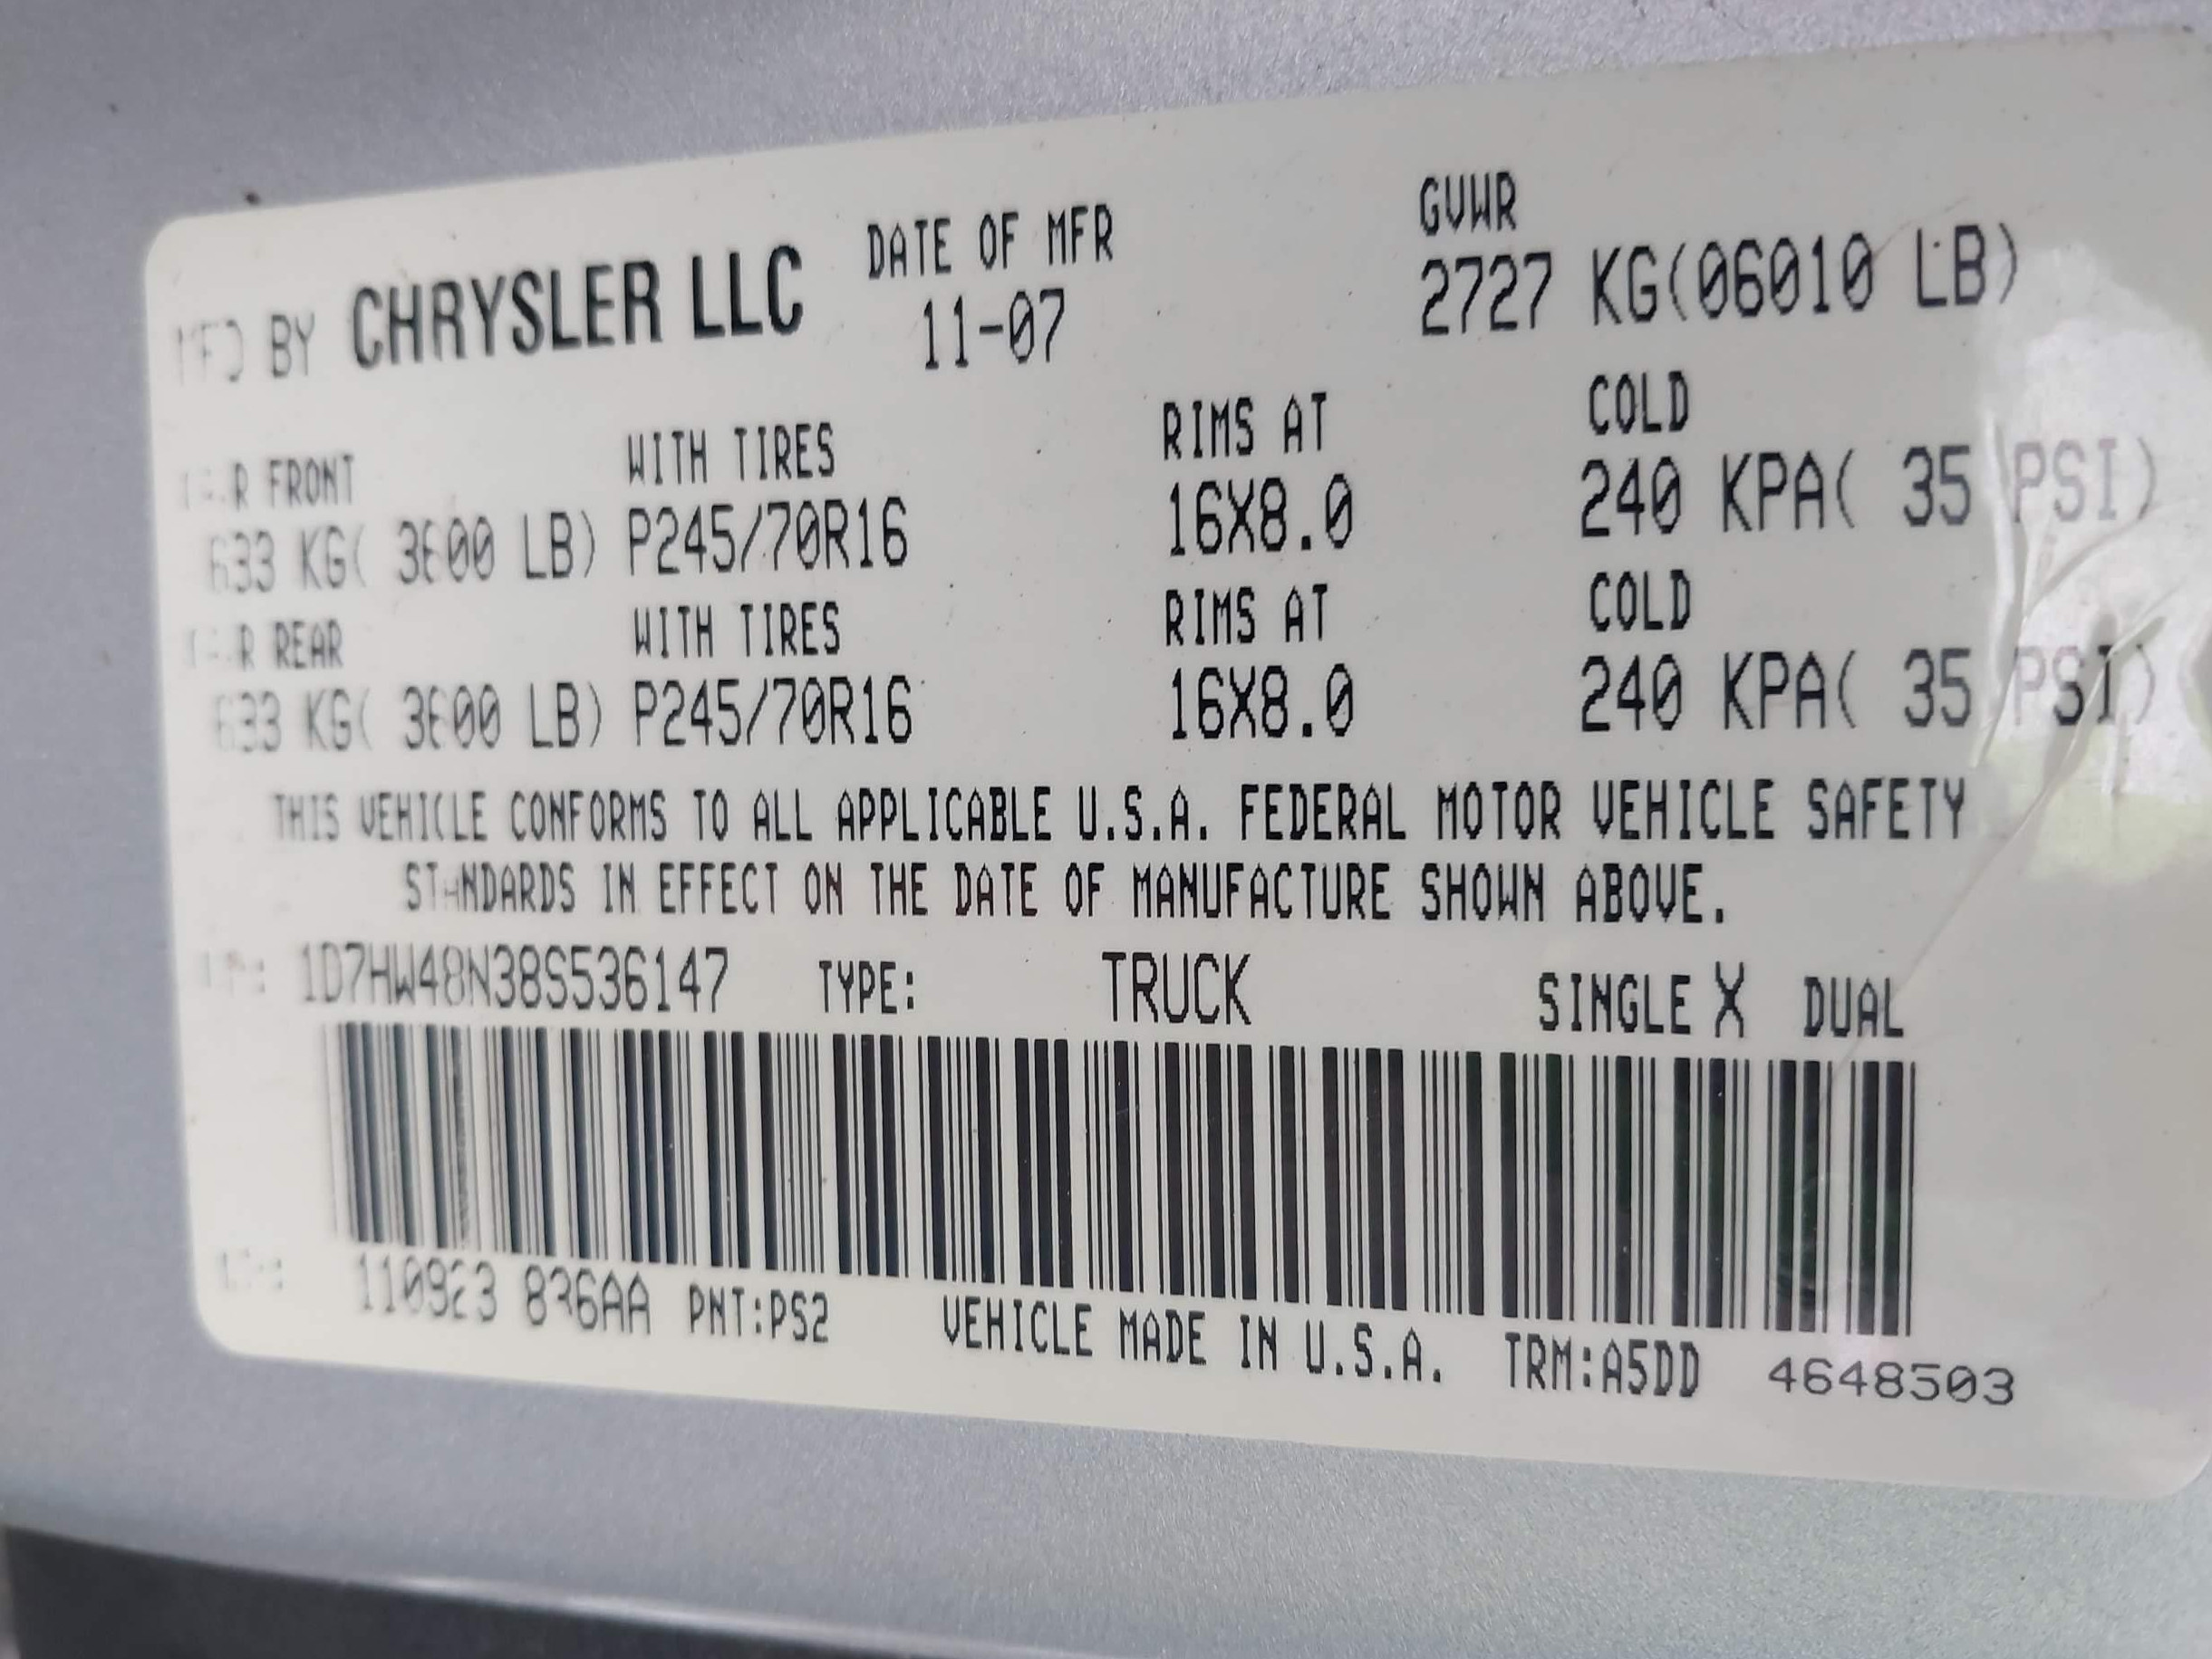 MFD BY CHRYSLER LLC DATE OF MFR GVWR
11-07 2727 KG(06010 LB)
FRONT WITH TIRES RIMS AT COLD
633 KG( 3600 LB) P245/70R16 16X8.0 240 KPA( 35 PSI)
REAR WITH TIRES RIMS AT COLD
633 KG( 3600 LB) P245/70R16 16X8.0 240 KPA( 35 PSI)
THIS VEHICLE CONFORMS TO ALL APPLICABLE U.S.A. FEDERAL MOTOR VEHICLE SAFETY
STANDARDS IN EFFECT ON THE DATE OF MANUFACTURE SHOWN ABOVE.
1D7HW48N38S536147 TYPE: TRUCK SINGLE X DUAL
110923 836AA PNT:PS2 VEHICLE MADE IN U.S.A. TRM:A5DD 4648503